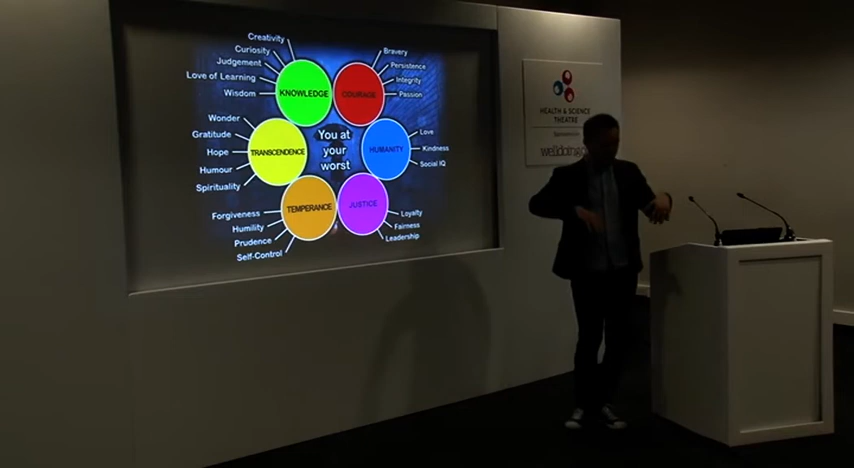 Creativity
Curiosity
Judgement
Love of Learning
Wisdom
KNOWLEDGE
Bravery
Persistence
Integrity
Passion
COURAGE
Wonder
Gratitude
Hope
Humour
Spirituality
TRANSCENDENCE
You at
your
worst
HUMANITY
Love
Kindness
Social IQ
Forgiveness
Humility
Prudence
Self-Control
TEMPERANCE
JUSTICE
Loyalty
Fairness
Leadership
HEALTH & SCIENCE
THEATRE